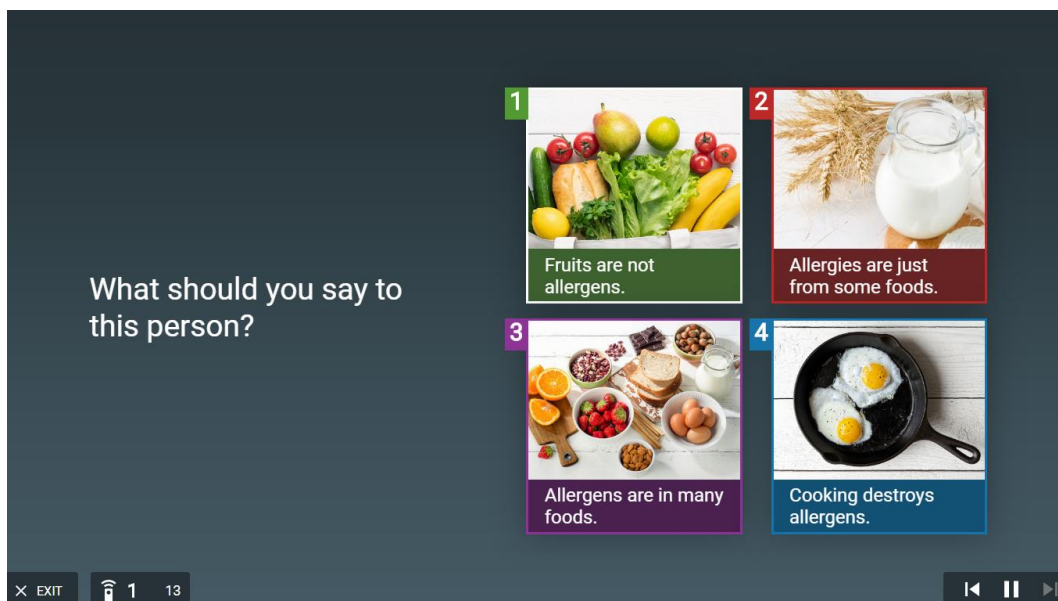 What should you say to
this person?
1
Fruits are not
allergens.
2
Allergies are just
from some foods.
3
Allergens are in many
foods.
4
Cooking destroys
allergens.
EXIT
1
13